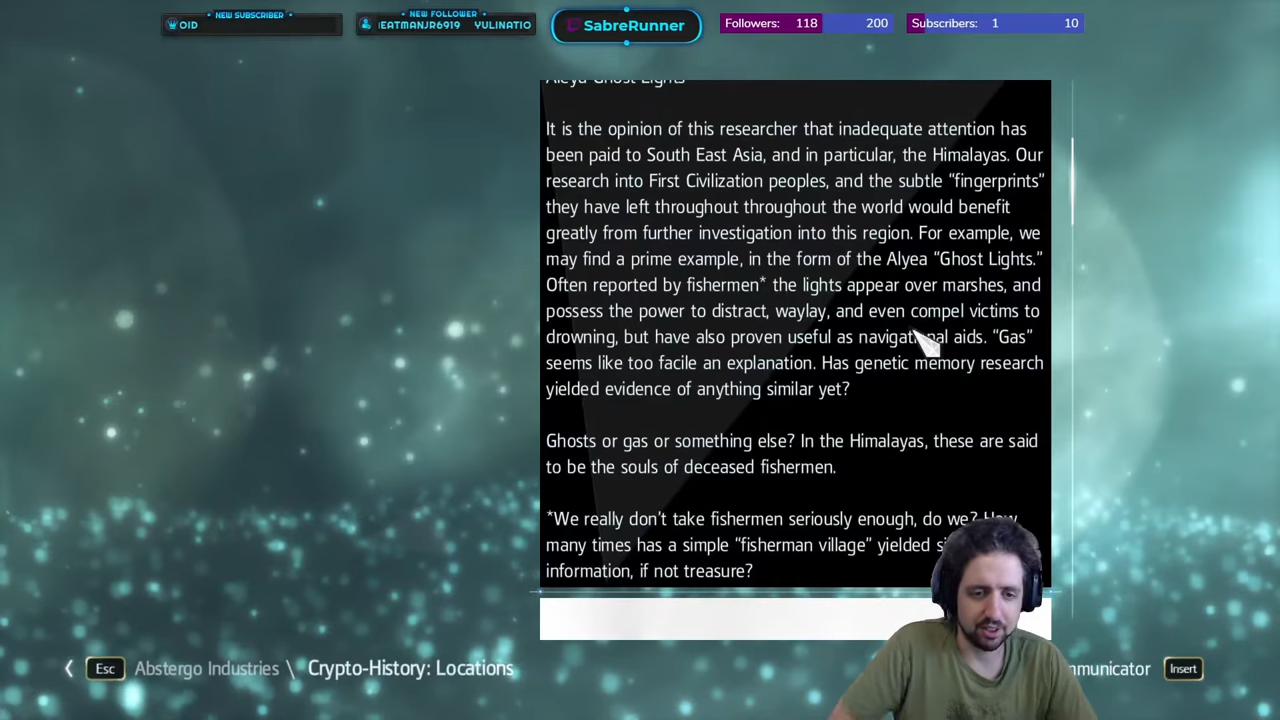 NEW SUBSCRIBER
OID
NEW FOLLOWER
IEATMANJR6919 YULINATIO
SabreRunner
Followers: 118 200
Subscribers: 1 10
Aleya Ghost Lights
It is the opinion of this researcher that inadequate attention has
been paid to South East Asia, and in particular, the Himalayas. Our
research into First Civilization peoples, and the subtle “fingerprints”
they have left throughout throughout the world would benefit
greatly from further investigation into this region. For example, we
may find a prime example, in the form of the Alyea “Ghost Lights.”
Often reported by fishermen* the lights appear over marshes, and
possess the power to distract, waylay, and even compel victims to
drowning, but have also proven useful as navigational aids. “Gas”
seems like too facile an explanation. Has genetic memory research
yielded evidence of anything similar yet?
Ghosts or gas or something else? In the Himalayas, these are said
to be the souls of deceased fishermen.
*We really don’t take fishermen seriously enough, do we? How
many times has a simple “fisherman village” yielded
information, if not treasure?
Esc Abstergo Industries \ Crypto-History: Locations
mmunicator Insert